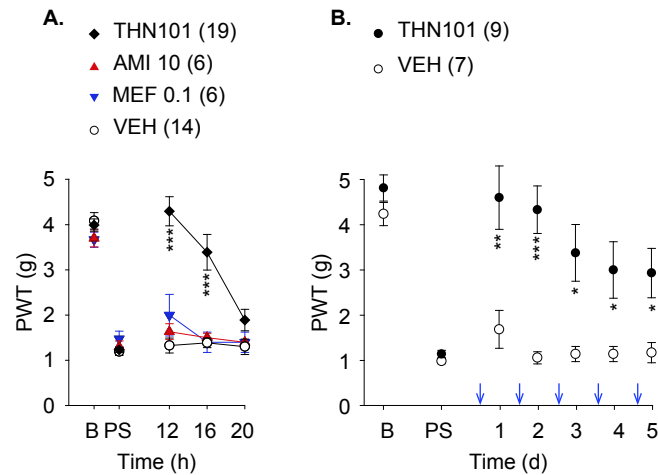 A.
THN101 (19)
AMI 10 (6)
MEF 0.1 (6)
VEH (14)
PWT (g)
5
4
3
2
1
0
***
***
B PS 12 16 20
Time (h)
B.
THN101 (9)
VEH (7)
PWT (g)
5
4
3
2
1
0
**
***
*
*
*
B PS 1 2 3 4 5
Time (d)